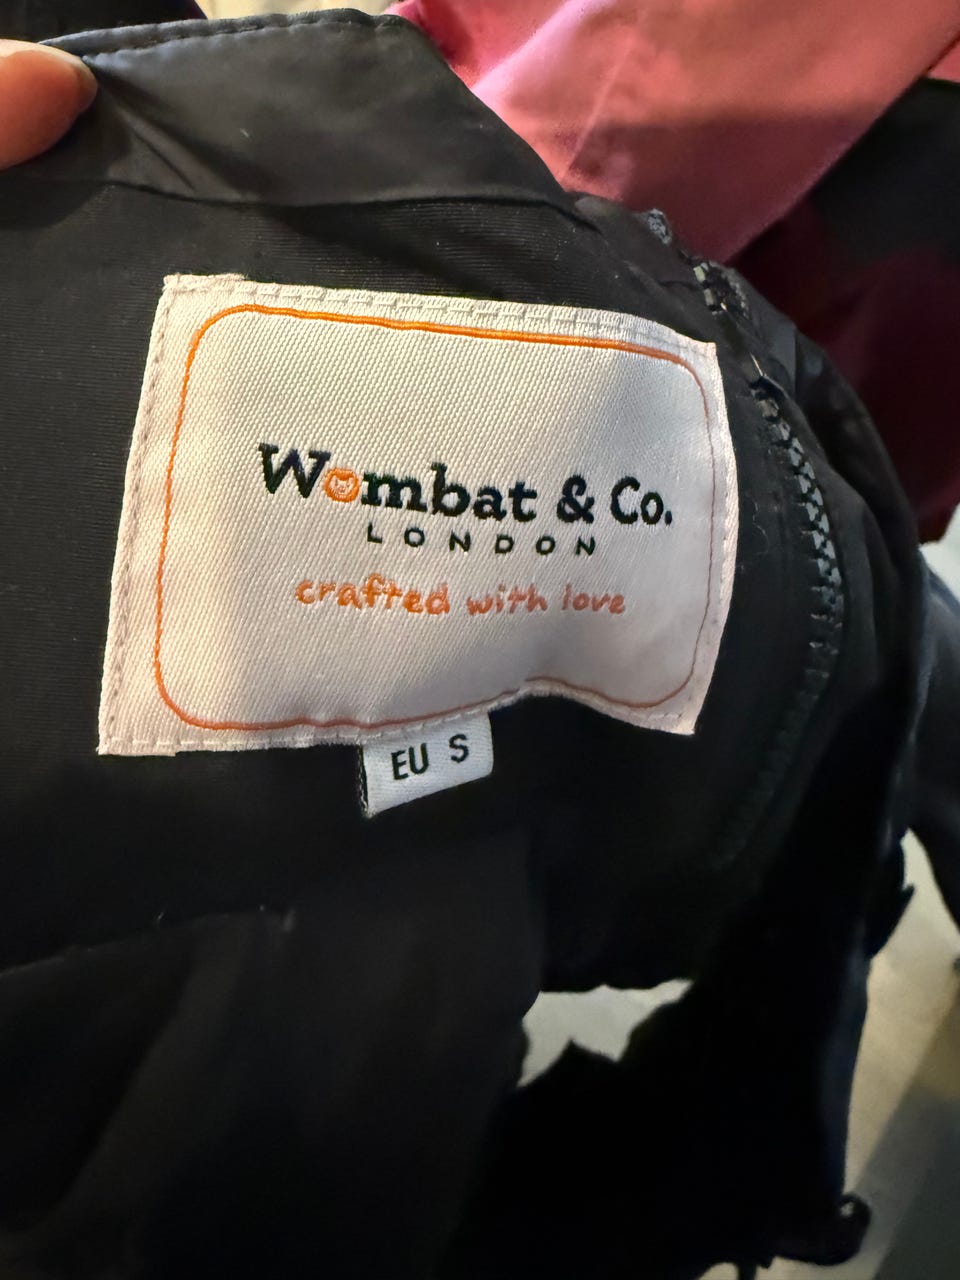 Wombat & Co.
LONDON
crafted with love
EU S